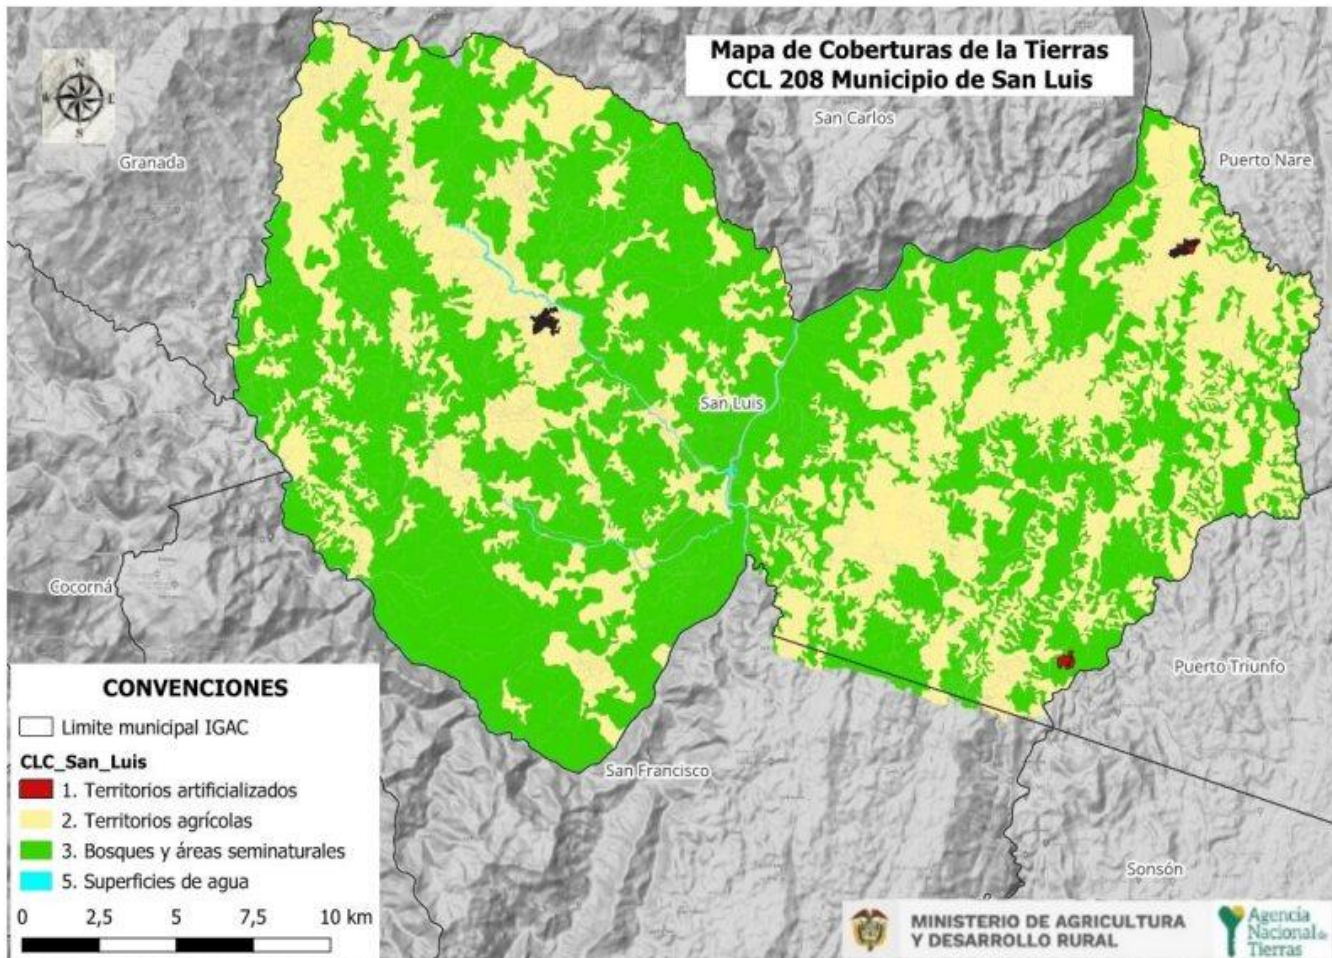 Mapa de Coberturas de la Tierras
CCL 208 Municipio de San Luis
N
E
S
San Carlos
Granada
Puerto Nare
San Luis
Cocorná
Puerto Triunfo
San Francisco
Sonsón
CONVENCIONES
Limite municipal IGAC
CLC_San_Luis
1. Territorios artificializados
2. Territorios agrícolas
3. Bosques y áreas seminaturales
5. Superficies de agua
0 2,5 5 7,5 10 km
MINISTERIO DE AGRICULTURA
Y DESARROLLO RURAL
Agencia
Nacional de
Tierras